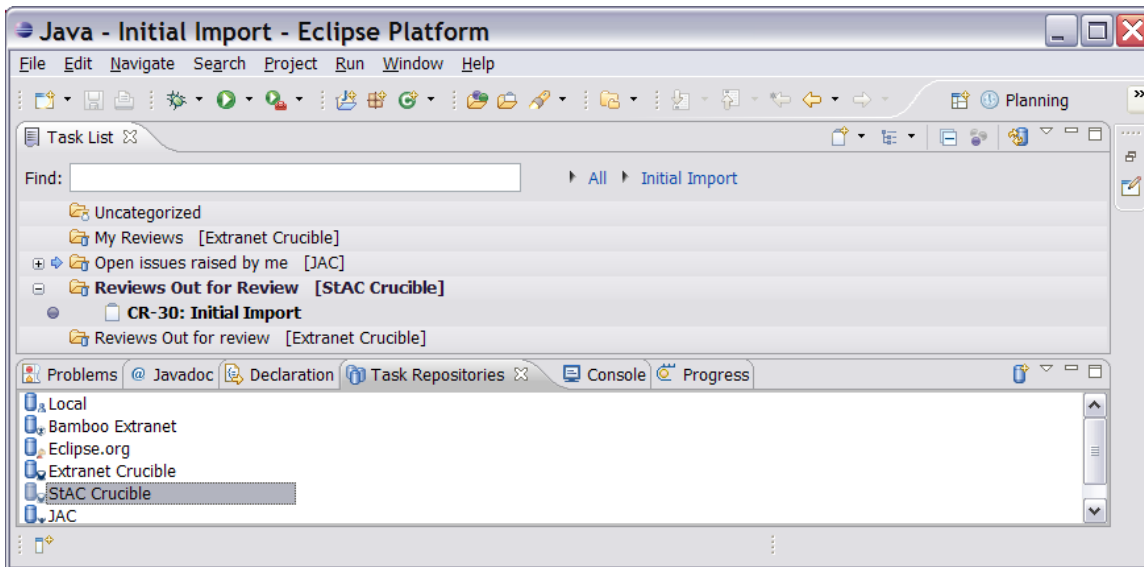 Java - Initial Import - Eclipse Platform
File Edit Navigate Search Project Run Window Help
Planning
Task List
Find: All Initial Import
Uncategorized
My Reviews [Extranet Crucible]
Open issues raised by me [JAC]
Reviews Out for Review [StAC Crucible]
CR-30: Initial Import
Reviews Out for review [Extranet Crucible]
Problems @ Javadoc Declaration Task Repositories Console Progress
Local
Bamboo Extranet
Eclipse.org
Extranet Crucible
StAC Crucible
JAC